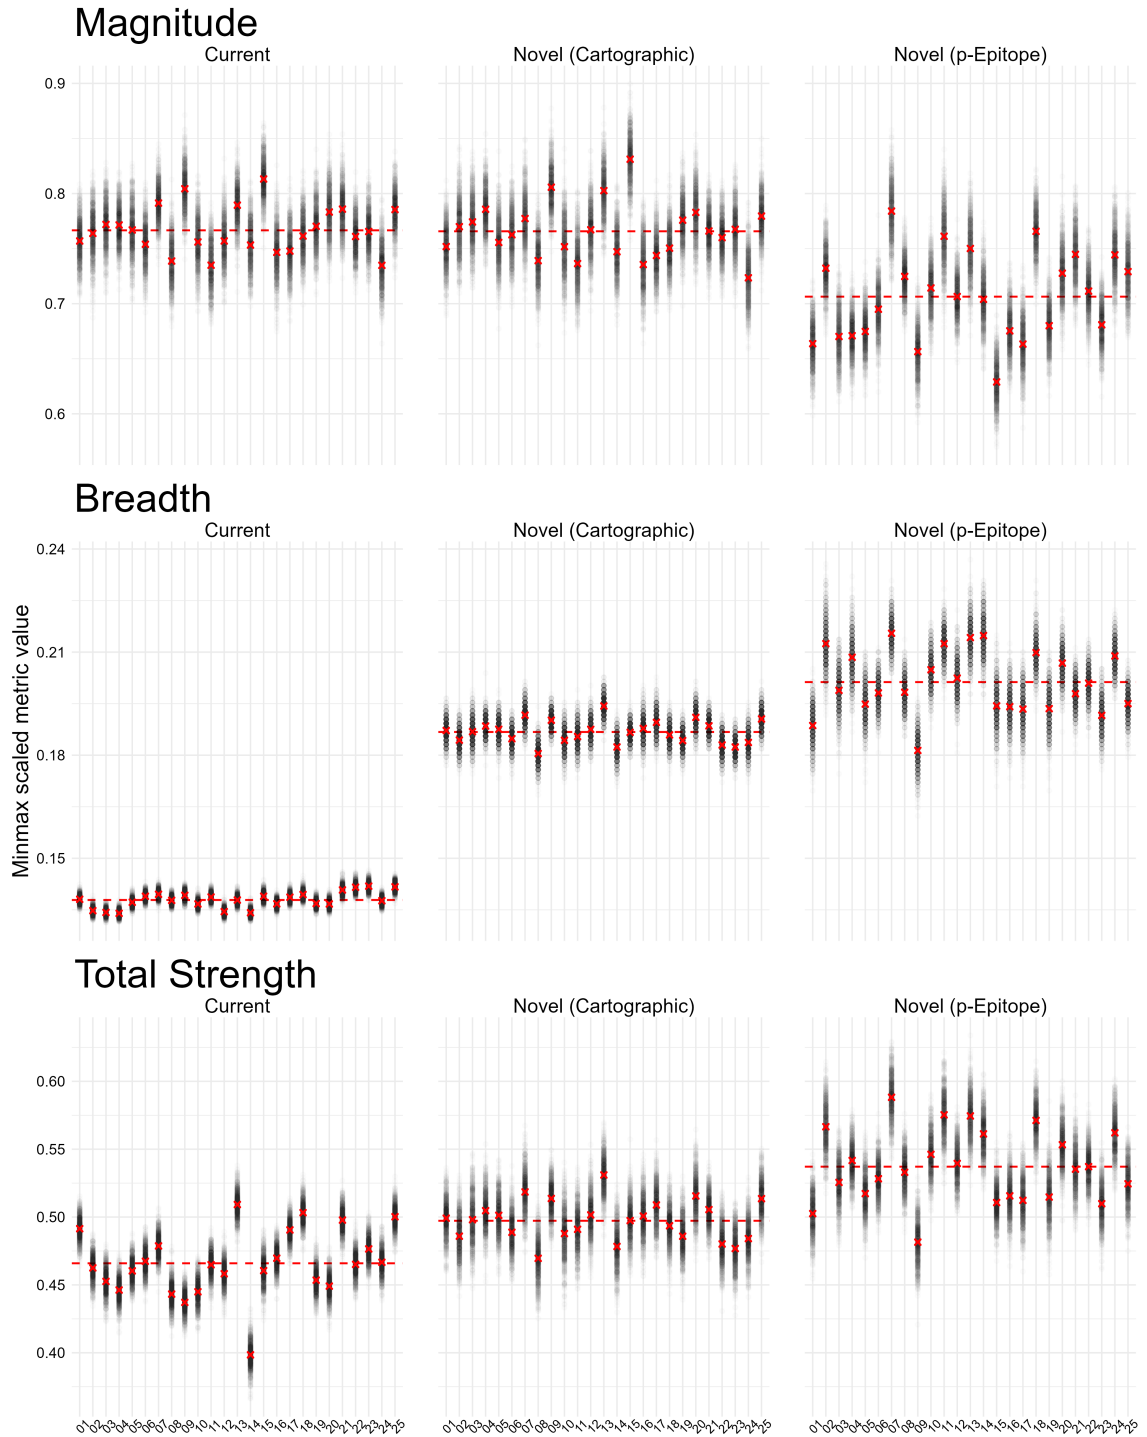 Magnitude
Current Novel (Cartographic) Novel (p-Epitope)
0.9
0.8
0.7
0.6
Breadth
Current Novel (Cartographic) Novel (p-Epitope)
0.24
0.21
0.18
0.15
Minmax scaled metric value
Total Strength
Current Novel (Cartographic) Novel (p-Epitope)
0.60
0.55
0.50
0.45
0.40
01 02 03 04 05 06 07 08 09 10 11 12 13 14 15 16 17 18 19 20 21 22 23 24 25 01 02 03 04 05 06 07 08 09 10 11 12 13 14 15 16 17 18 19 20 21 22 23 24 25 01 02 03 04 05 06 07 08 09 10 11 12 13 14 15 16 17 18 19 20 21 22 23 24 25